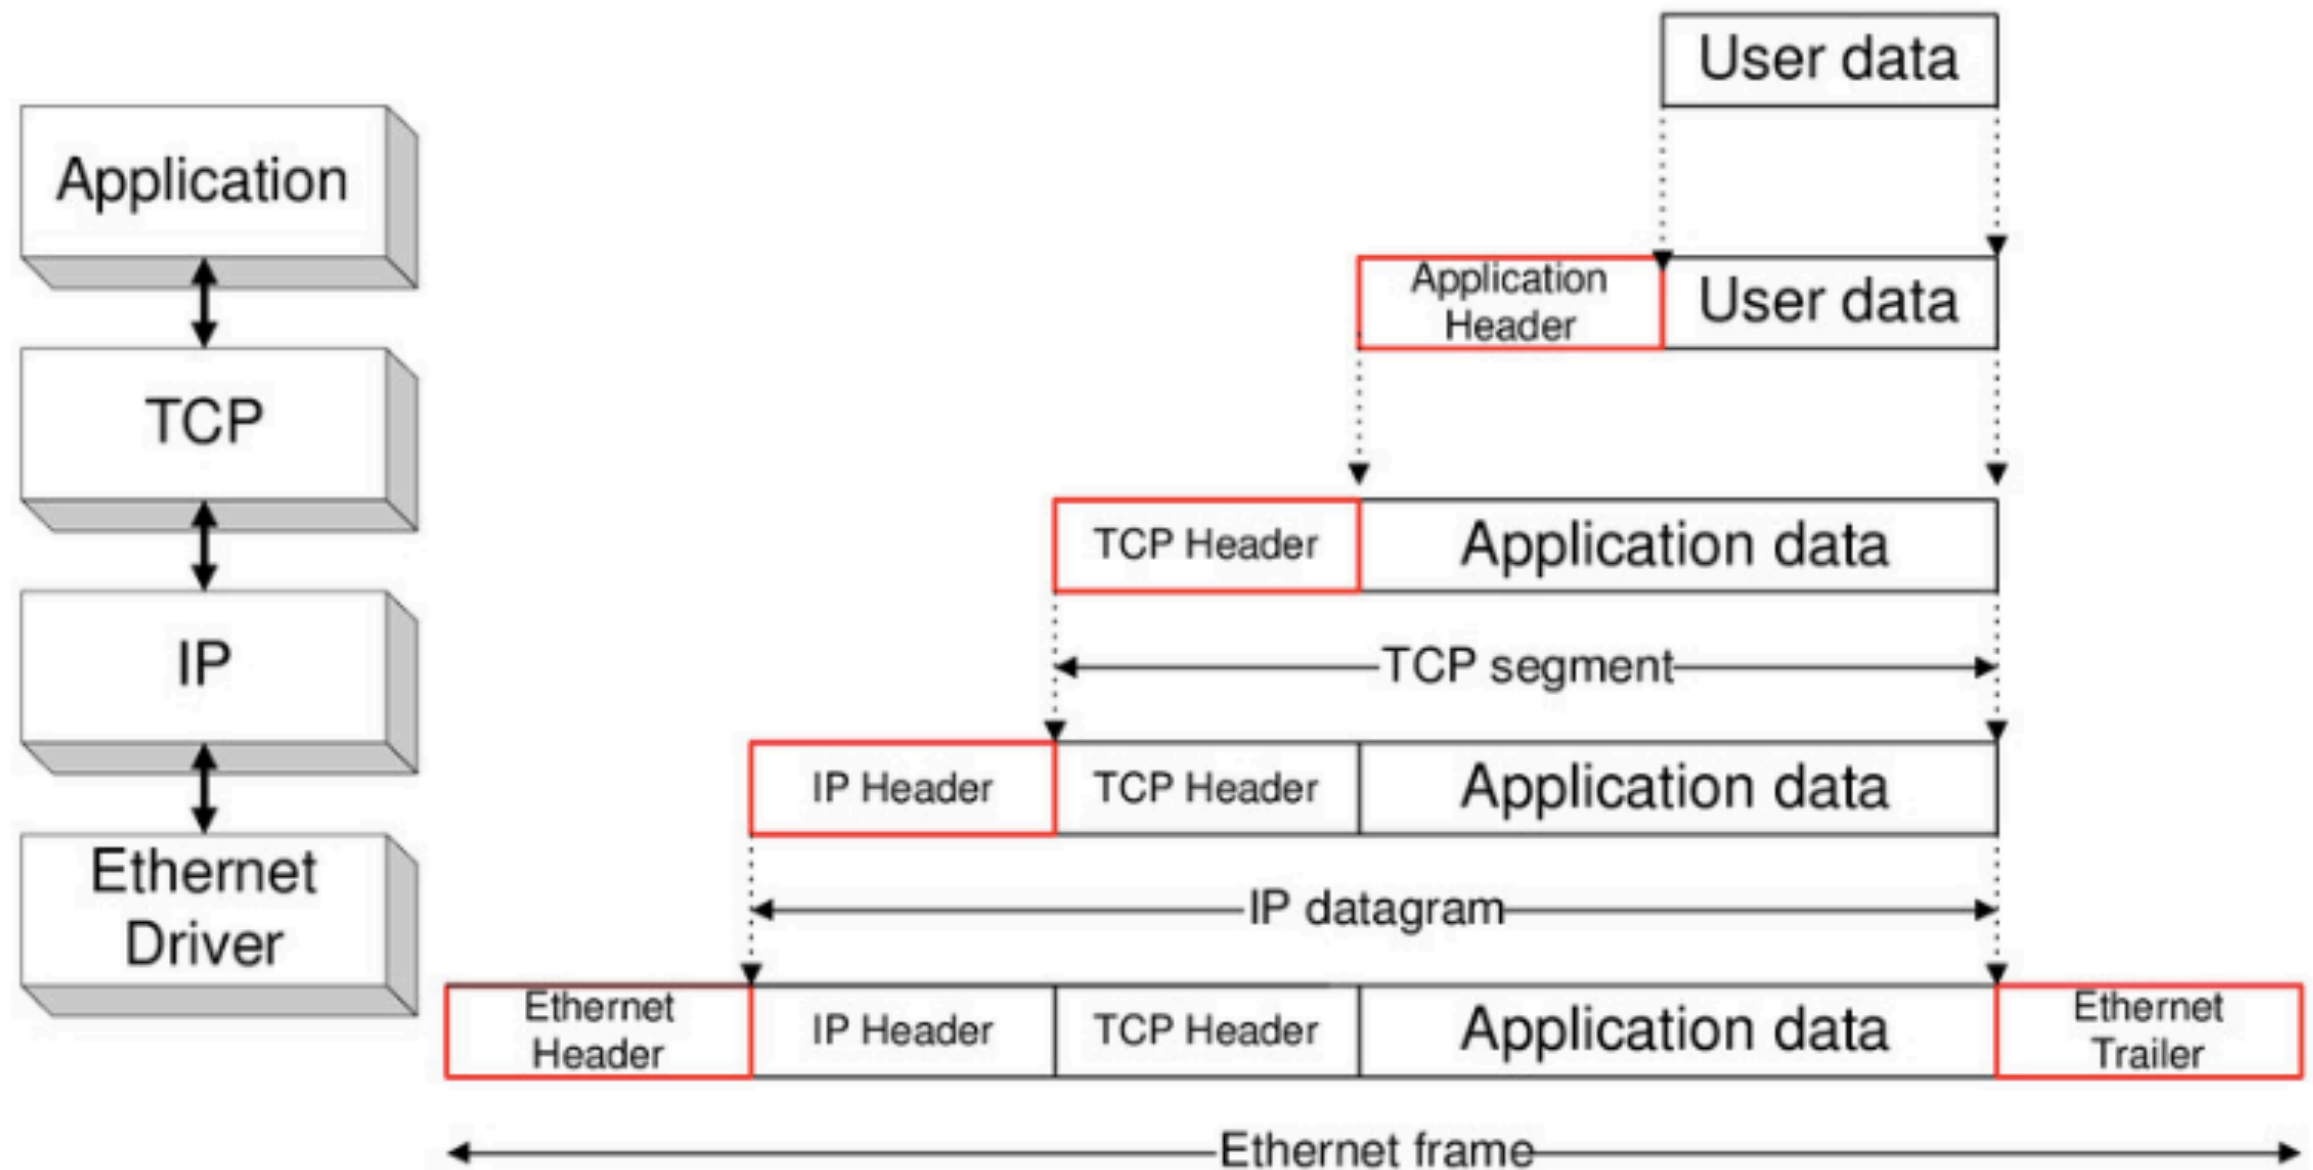 User data
Application
Application
Header
User data
TCP
TCP Header
Application data
TCP segment
IP
IP Header
TCP Header
Application data
IP datagram
Ethernet
Driver
Ethernet
Header
IP Header
TCP Header
Application data
Ethernet
Trailer
Ethernet frame